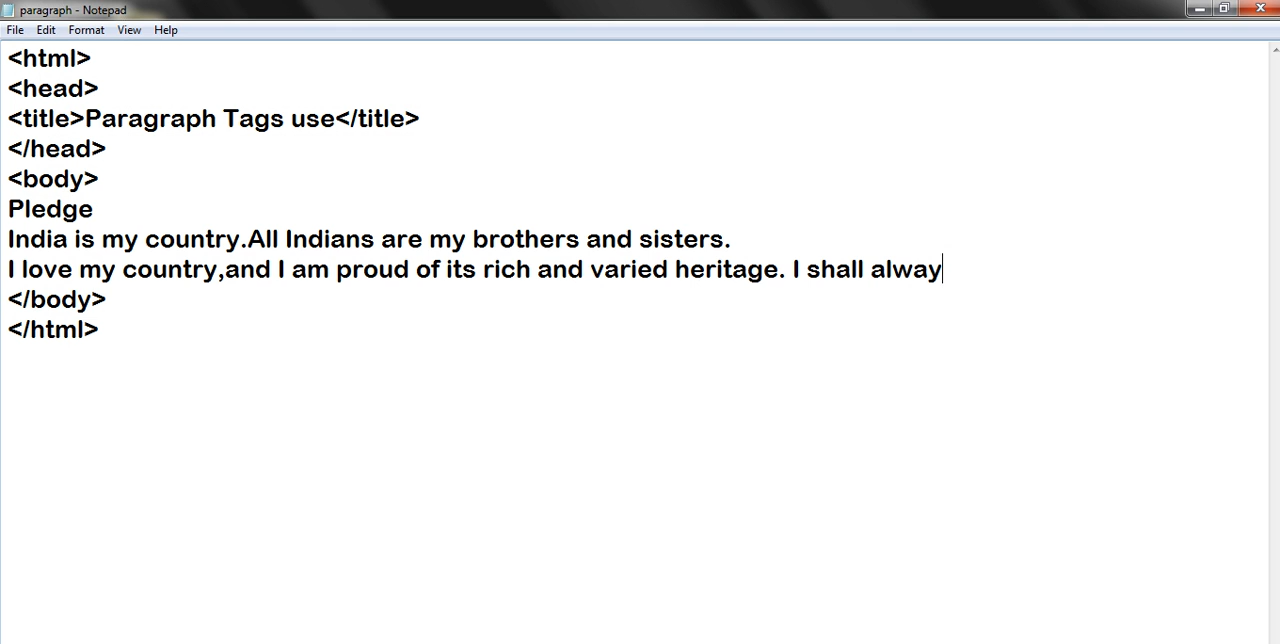 paragraph - Notepad
File Edit Format View Help
<html>
<head>
<title>Paragraph Tags use</title>
</head>
<body>
Pledge
India is my country.All Indians are my brothers and sisters.
I love my country,and I am proud of its rich and varied heritage. I shall alway
</body>
</html>